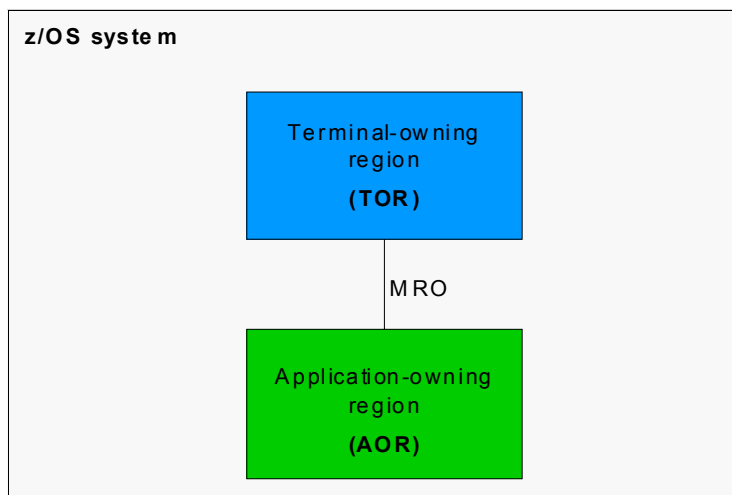 z/OS system
Terminal-owning
region
(TOR)
MRO
Application-owning
region
(AOR)